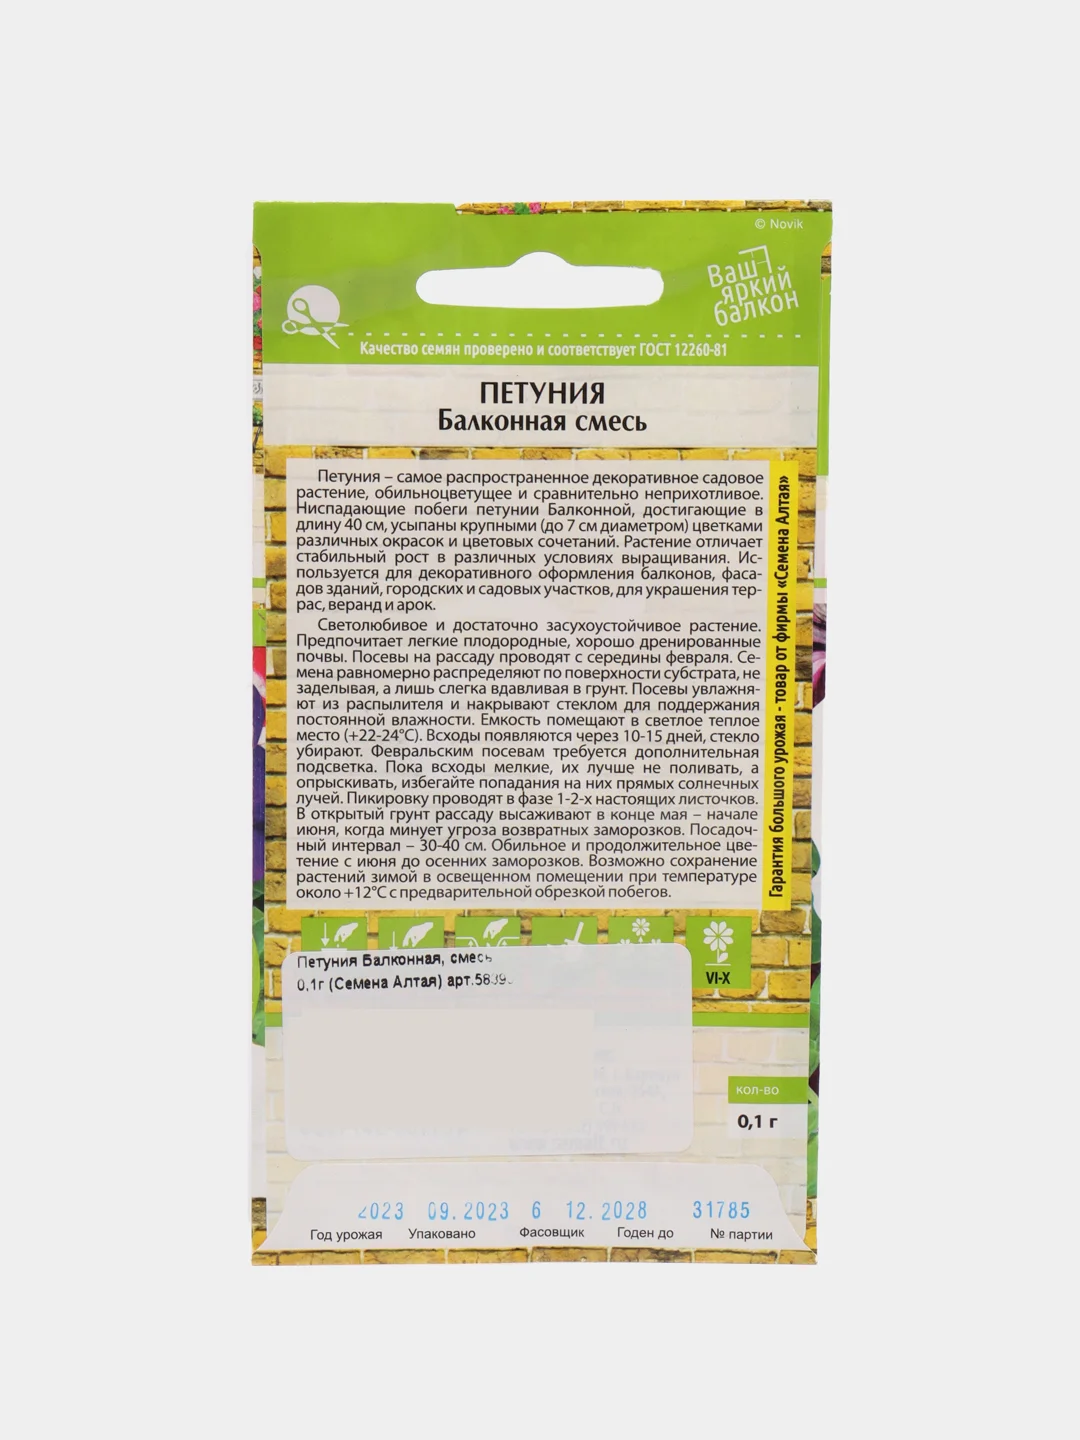 © Novik
Ваш
яркий
балкон
Качество семян проверено и соответствует ГОСТ 12260-81
ПЕТУНИЯ
Балконная смесь
Петуния – самое распространенное декоративное садовое
растение, обильноцветущее и сравнительно неприхотливое.
Ниспадающие побеги петунии Балконной, достигающие в
длину 40 см, усыпаны крупными (до 7 см диаметром) цветками
различных окрасок и цветовых сочетаний. Растение отличает
стабильный рост в различных условиях выращивания. Ис-
пользуется для декоративного оформления балконов, фаса-
дов зданий, городских и садовых участков, для украшения тер-
рас, веранд и арок.
Светолюбивое и достаточно засухоустойчивое растение.
Предпочитает легкие плодородные, хорошо дренированные
почвы. Посевы на рассаду проводят с середины февраля. Се-
мена равномерно распределяют по поверхности субстрата, не
заделывая, а лишь слегка вдавливая в грунт. Посевы увлажня-
ют из распылителя и накрывают стеклом для поддержания
постоянной влажности. Емкость помещают в светлое теплое
место (+22-24°С). Всходы появляются через 10-15 дней, стекло
убирают. Февральским посевам требуется дополнительная
подсветка. Пока всходы мелкие, их лучше не поливать, а
опрыскивать, избегайте попадания на них прямых солнечных
лучей. Пикировку проводят в фазе 1-2-х настоящих листочков.
В открытый грунт рассаду высаживают в конце мая – начале
июня, когда минует угроза возвратных заморозков. Посадоч-
ный интервал – 30-40 см. Обильное и продолжительное цве-
тение с июня до осенних заморозков. Возможно сохранение
растений зимой в освещенном помещении при температуре
около +12°С с предварительной обрезкой побегов.
Гарантия большого урожая - товар от фирмы «Семена Алтая»
VI-X
Петуния Балконная, смесь
0,1г (Семена Алтая)
кол-во
0,1 г
2023 09.2023 6 12.2028 31785
Год урожая Упаковано Фасовщик Годен до № партии